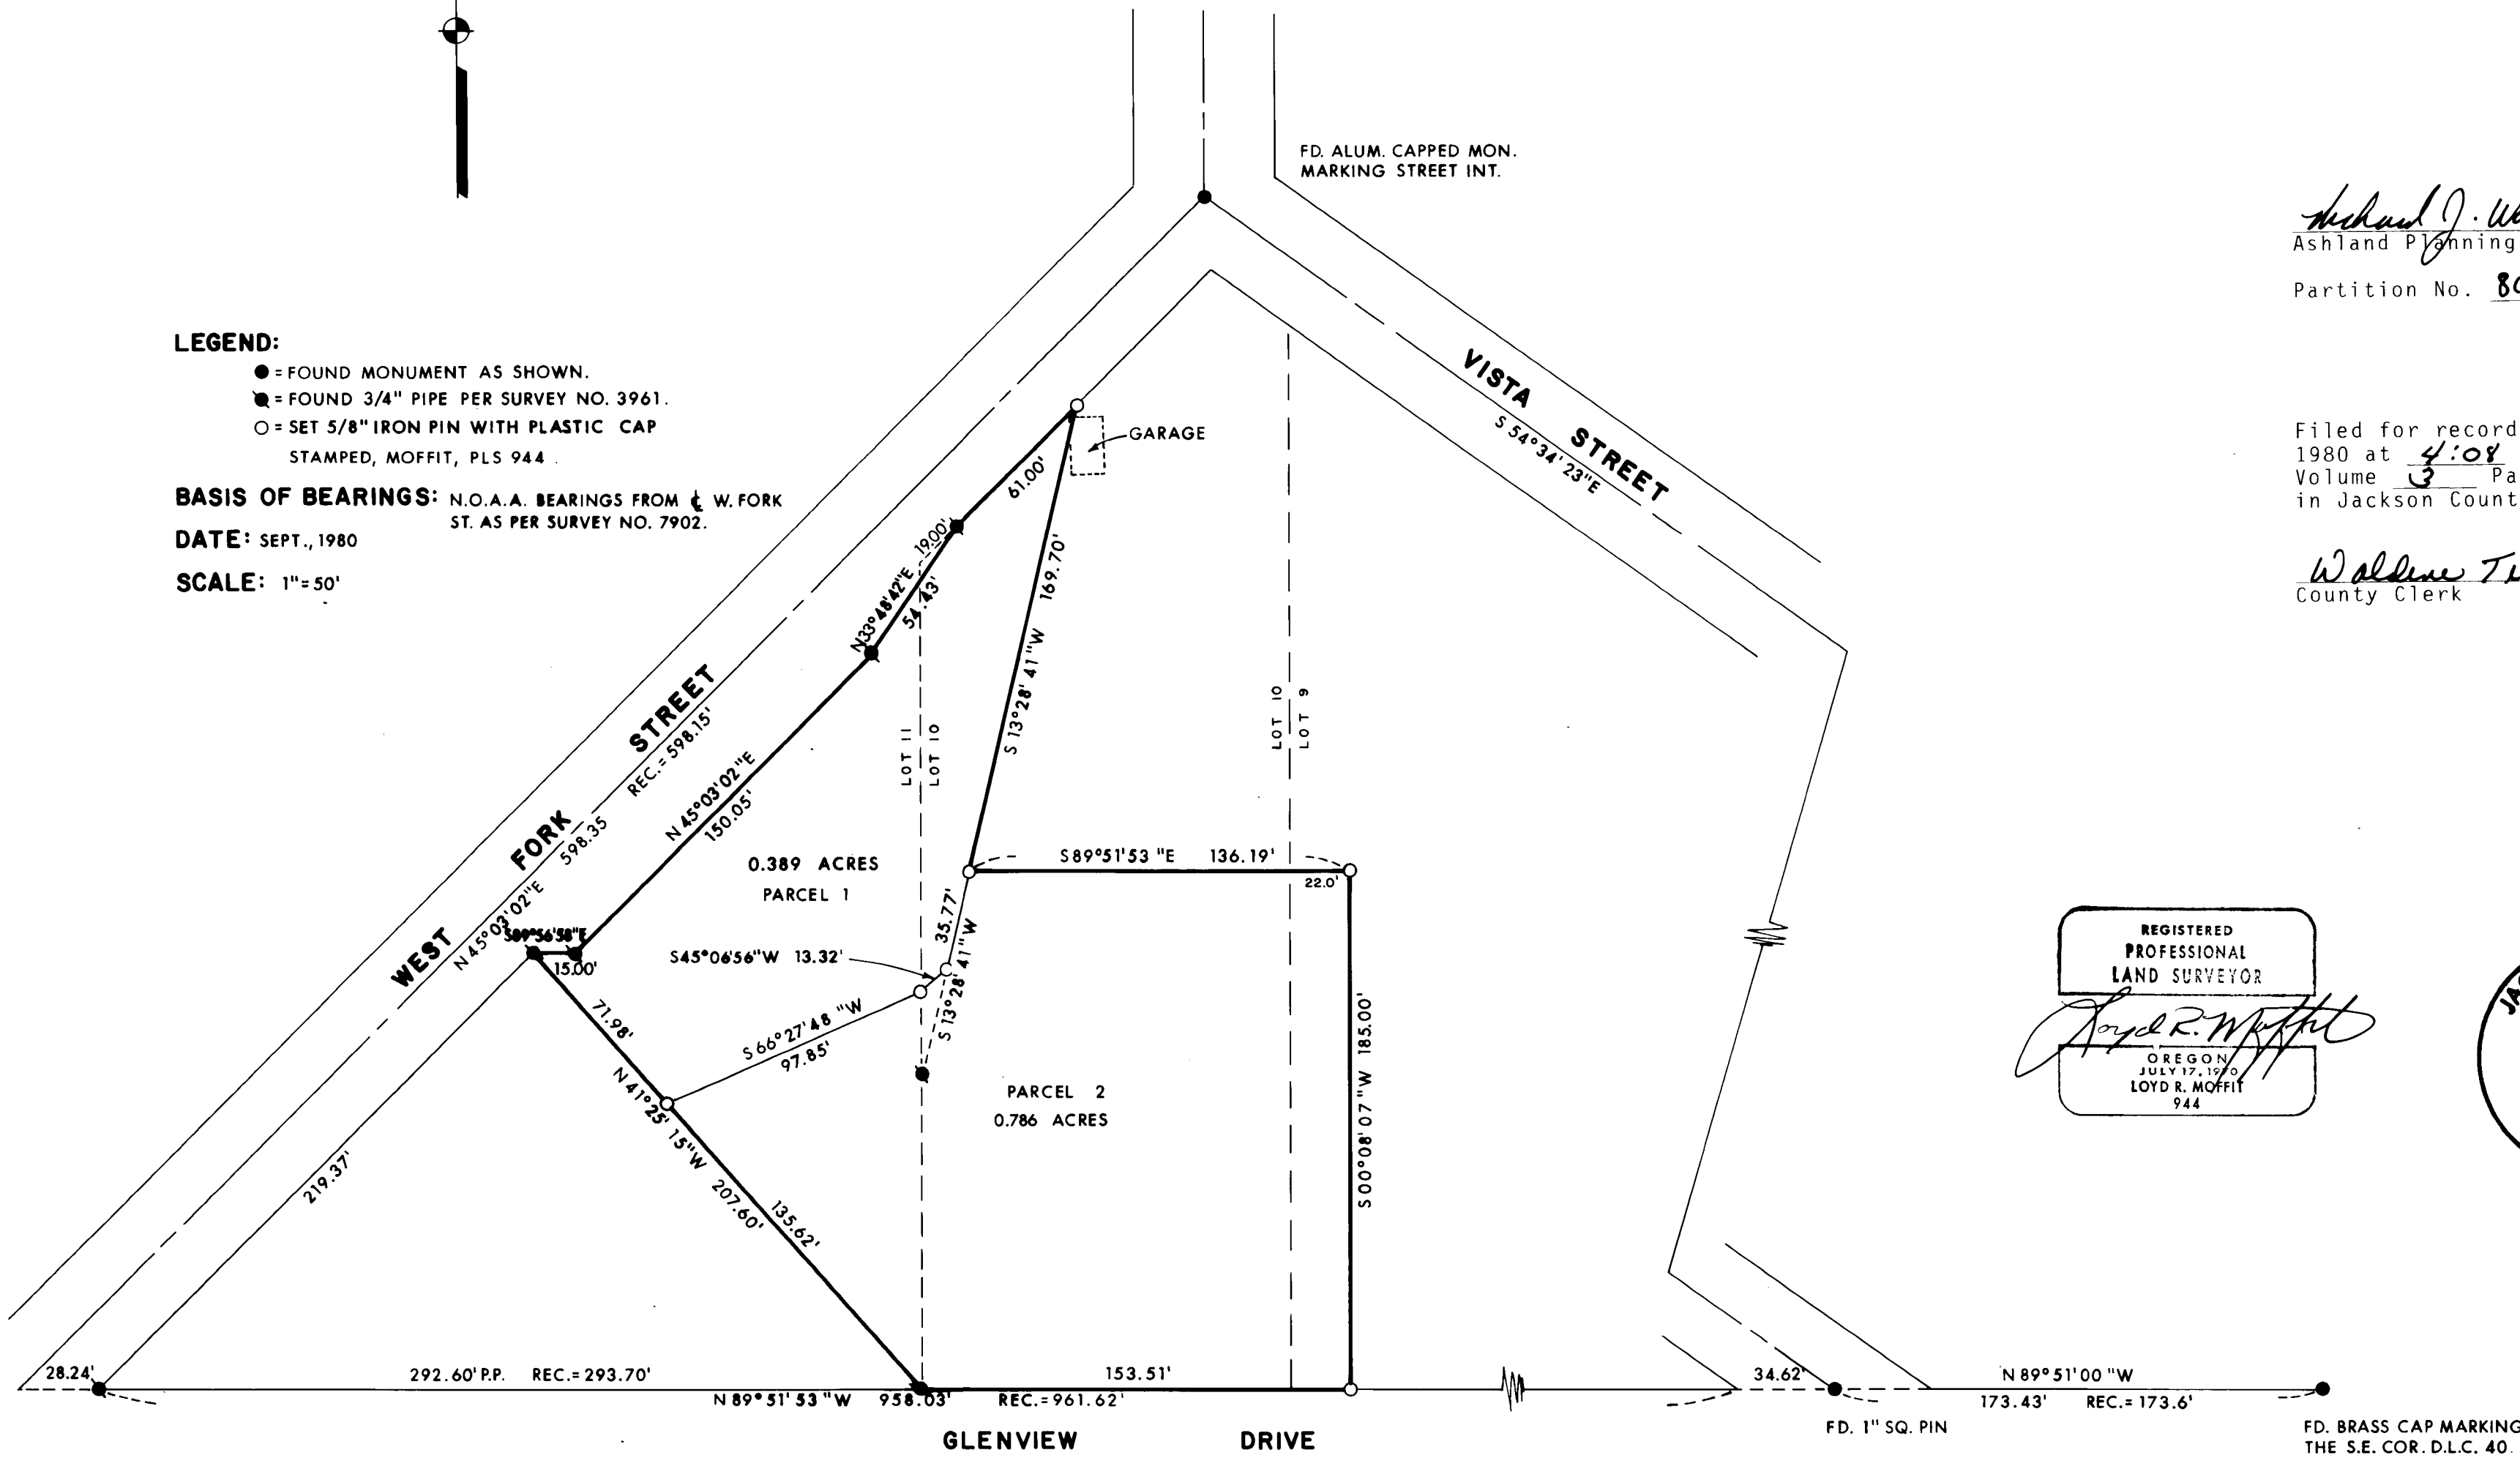 FD. ALUM. CAPPED MON.
MARKING STREET INT.
Ashland Planning
Partition No.
LEGEND:
= FOUND MONUMENT AS SHOWN.
= FOUND 3/4" PIPE PER SURVEY NO. 3961.
= SET 5/8" IRON PIN WITH PLASTIC CAP
STAMPED, MOFFIT, PLS 944 .
BASIS OF BEARINGS: N.O.A.A. BEARINGS FROM ℄ W. FORK
ST. AS PER SURVEY NO. 7902.
DATE: SEPT., 1980
SCALE: 1"=50'
VISTA STREET
S 54°34'23"E
GARAGE
Filed for record
1980 at 4:08
Volume 3 Pa
in Jackson Count
Waldene
County Clerk
61.00'
19.00'
N33°48'42"E
54.43'
169.70'
S 13°28'41"W
WEST FORK STREET
REC.=598.15'
N 45°03'02"E 598.35
N 45°03'02"E
150.05'
LOT 11
LOT 10
LOT 10
LOT 9
0.389 ACRES
PARCEL 1
S89°51'53"E 136.19'
22.0'
S89°56'58"E
15.00'
35.77'
S 13°28'41"W
S45°06'56"W 13.32'
S 66°27'48"W
97.85'
71.98'
N 41°25'15"W 207.60'
135.62'
219.37'
PARCEL 2
0.786 ACRES
S 00°08'07"W 185.00'
REGISTERED
PROFESSIONAL
LAND SURVEYOR
Loyd R. Moffit
OREGON
JULY 17, 1970
LOYD R. MOFFIT
944
28.24'
292.60' P.P. REC.=293.70'
153.51'
N 89°51'53"W 958.03' REC.=961.62'
34.62'
N 89°51'00"W
173.43' REC.=173.6'
GLENVIEW DRIVE
FD. 1" SQ. PIN
FD. BRASS CAP MARKING
THE S.E. COR. D.L.C. 40.